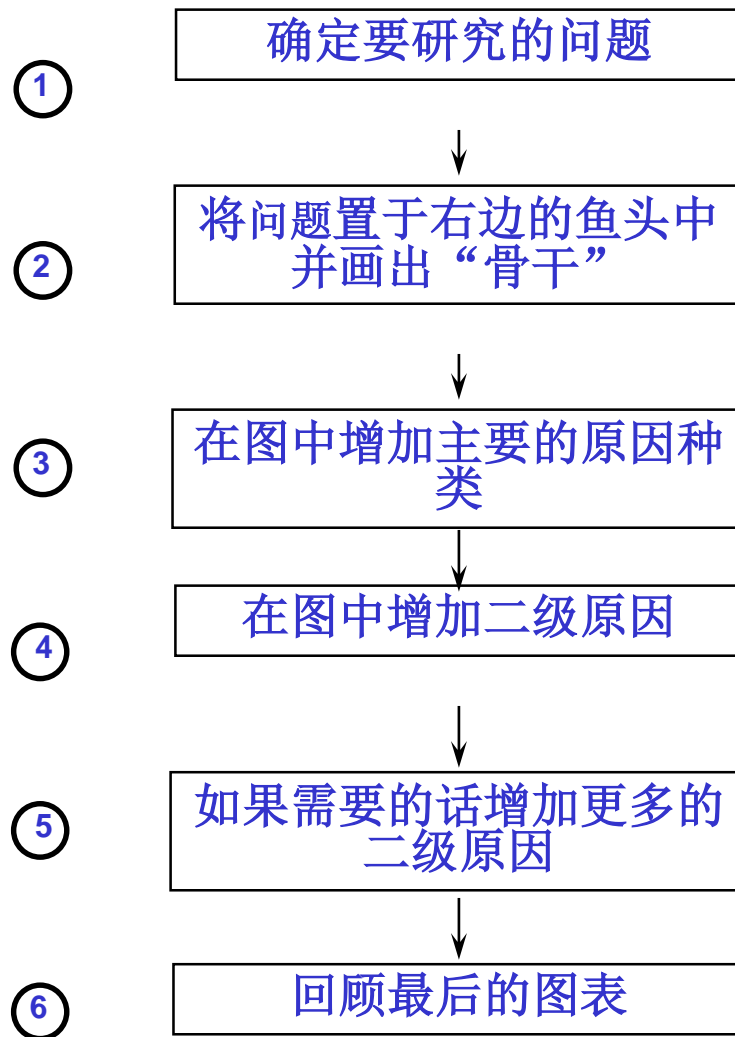 确定要研究的问题
1
将问题置于右边的鱼头中
并画出“骨干”
2
在图中增加主要的原因种
类
3
在图中增加二级原因
4
如果需要的话增加更多的
二级原因
5
回顾最后的图表
6